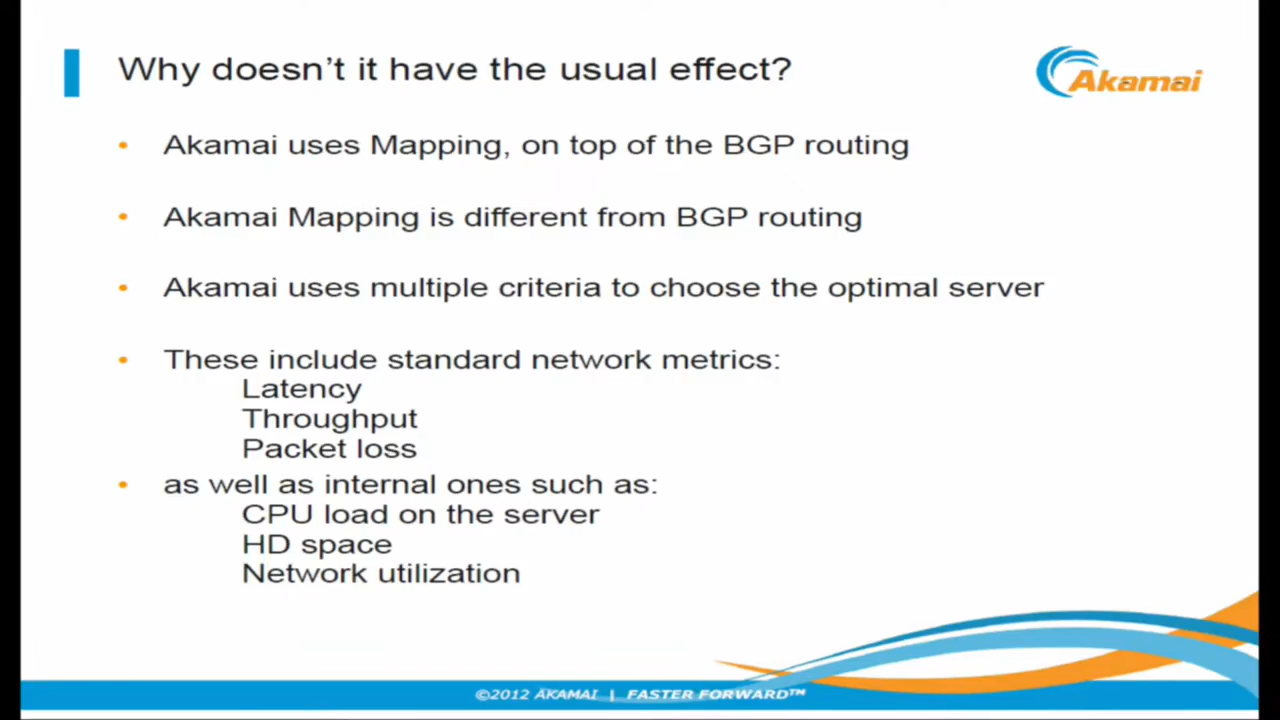 Why doesn't it have the usual effect?
Akamai
• Akamai uses Mapping, on top of the BGP routing
• Akamai Mapping is different from BGP routing
• Akamai uses multiple criteria to choose the optimal server
• These include standard network metrics:
Latency
Throughput
Packet loss
• as well as internal ones such as:
CPU load on the server
HD space
Network utilization
©2012 AKAMAI | FASTER FORWARD™